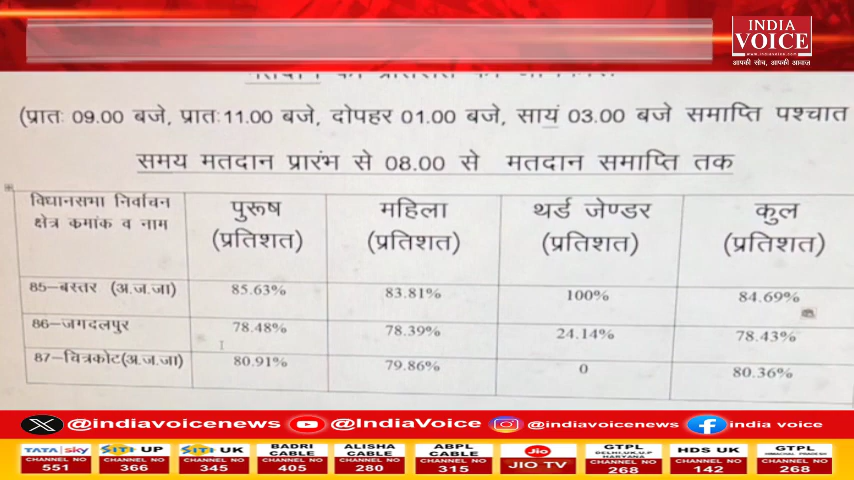 INDIA
VOICE
www.indiavoice.com
आपकी सोच, आपकी आवाज़
(प्रातः 09.00 बजे, प्रातः11.00 बजे, दोपहर 01.00 बजे, सायं 03.00 बजे समाप्ति पश्चात
समय मतदान प्रारंभ से 08.00 से मतदान समाप्ति तक
विधानसभा निर्वाचन क्षेत्र कमांक व नाम | पुरूष (प्रतिशत) | महिला (प्रतिशत) | थर्ड जेण्डर (प्रतिशत) | कुल (प्रतिशत)
85–बस्तर (अ.ज.जा) 85.63% 83.81% 100% 84.69%
86–जगदलपुर 78.48% 78.39% 24.14% 78.43%
87–चित्रकोट(अ.ज.जा) 80.91% 79.86% 0 80.36%
@indiavoicenews @IndiaVoice @indiavoicenews india voice
TATA sky SITI UP SITI UK BADRI CABLE ALISHA CABLE ABPL CABLE Jio GTPL DELHI,UK,U.P HARYANA HDS UK GTPL
CHANNEL NO 551 CHANNEL NO 366 CHANNEL NO 345 CHANNEL NO 405 CHANNEL NO 280 CHANNEL NO 315 JIO TV CHANNEL NO 268 CHANNEL NO 142 CHANNEL NO 268